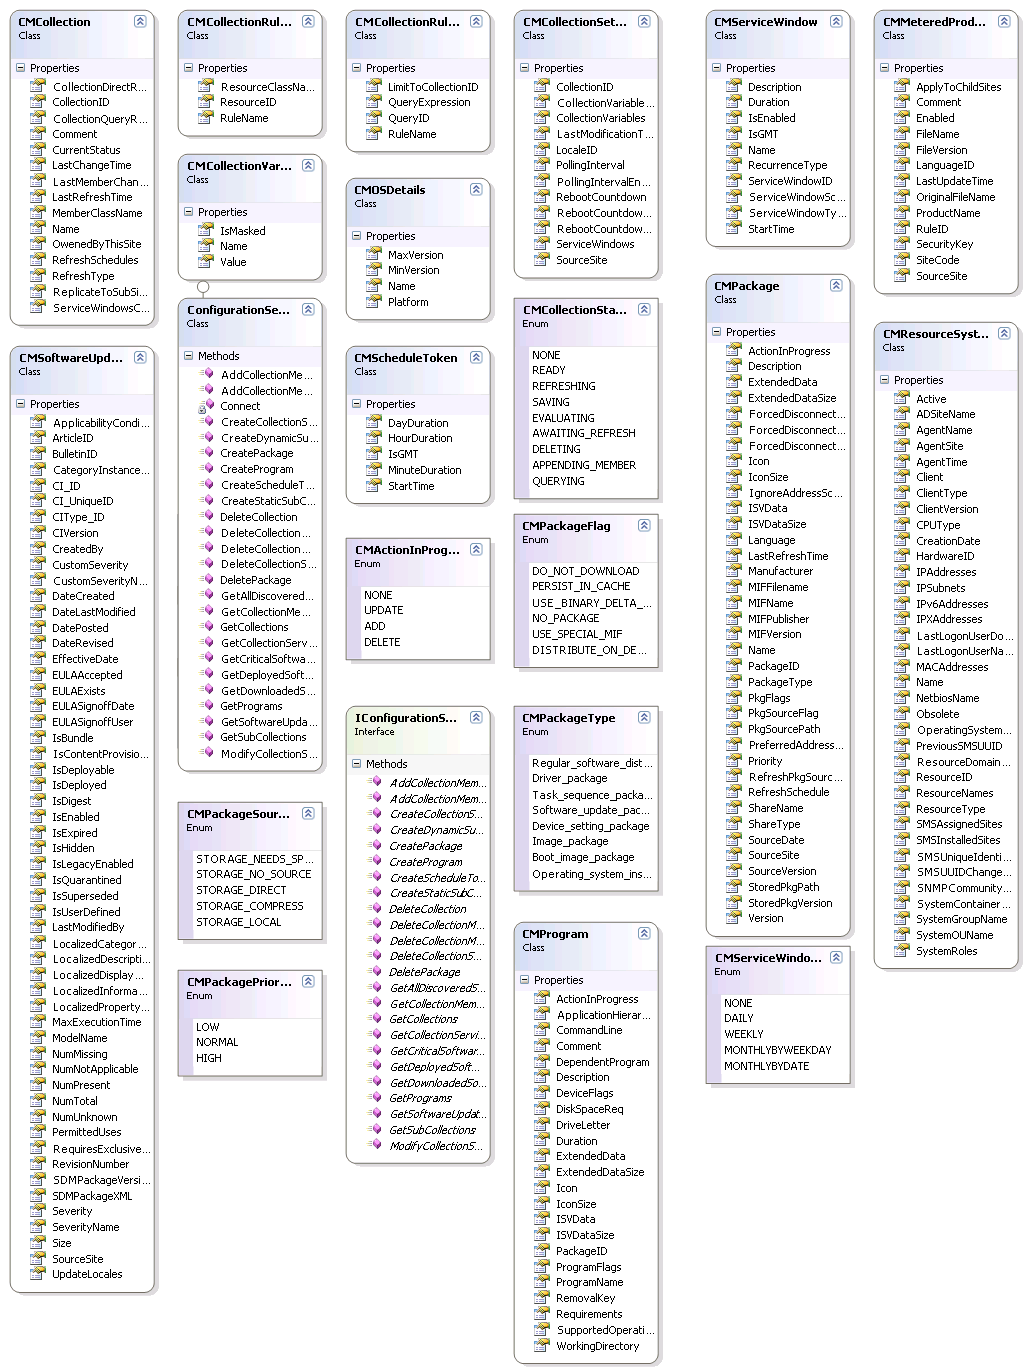 CMCollection
Class
Properties
CollectionDirectR...
CollectionID
CollectionQueryR...
Comment
CurrentStatus
LastChangeTime
LastMemberChan...
LastRefreshTime
MemberClassName
Name
OwenedByThisSite
RefreshSchedules
RefreshType
ReplicateToSubSi...
ServiceWindowsC...
CMSoftwareUpd...
Class
Properties
ApplicabilityCondi...
ArticleID
BulletinID
CategoryInstance...
CI_ID
CI_UniqueID
CIType_ID
CIVersion
CreatedBy
CustomSeverity
CustomSeverityN...
DateCreated
DateLastModified
DatePosted
DateRevised
EffectiveDate
EULAAccepted
EULAExists
EULASignoffDate
EULASignoffUser
IsBundle
IsContentProvisio...
IsDeployable
IsDeployed
IsDigest
IsEnabled
IsExpired
IsHidden
IsLegacyEnabled
IsQuarantined
IsSuperseded
IsUserDefined
LastModifiedBy
LocalizedCategor...
LocalizedDescripti...
LocalizedDisplay...
LocalizedInforma...
LocalizedProperty...
MaxExecutionTime
ModelName
NumMissing
NumNotApplicable
NumPresent
NumTotal
NumUnknown
PermittedUses
RequiresExclusive...
RevisionNumber
SDMPackageVersi...
SDMPackageXML
Severity
SeverityName
Size
SourceSite
UpdateLocales
CMCollectionRul...
Class
Properties
ResourceClassNa...
ResourceID
RuleName
CMCollectionVar...
Class
Properties
IsMasked
Name
Value
ConfigurationSe...
Class
Methods
AddCollectionMe...
AddCollectionMe...
Connect
CreateCollectionS...
CreateDynamicSu...
CreatePackage
CreateProgram
CreateScheduleT...
CreateStaticSubC...
DeleteCollection
DeleteCollection...
DeleteCollection...
DeleteCollectionS...
DeletePackage
GetAllDiscovered...
GetCollectionMe...
GetCollections
GetCollectionServ...
GetCriticalSoftwa...
GetDeployedSoft...
GetDownloadedS...
GetPrograms
GetSoftwareUpda...
GetSubCollections
ModifyCollectionS...
CMPackageSour...
Enum
STORAGE_NEEDS_SP...
STORAGE_NO_SOURCE
STORAGE_DIRECT
STORAGE_COMPRESS
STORAGE_LOCAL
CMPackagePrior...
Enum
LOW
NORMAL
HIGH
CMCollectionRul...
Class
Properties
LimitToCollectionID
QueryExpression
QueryID
RuleName
CMOSDetails
Class
Properties
MaxVersion
MinVersion
Name
Platform
CMScheduleToken
Class
Properties
DayDuration
HourDuration
IsGMT
MinuteDuration
StartTime
CMActionInProg...
Enum
NONE
UPDATE
ADD
DELETE
IConfigurationS...
Interface
Methods
AddCollectionMem...
AddCollectionMem...
CreateCollectionS...
CreateDynamicSu...
CreatePackage
CreateProgram
CreateScheduleTo...
CreateStaticSubC...
DeleteCollection
DeleteCollectionM...
DeleteCollectionM...
DeleteCollectionS...
DeletePackage
GetAllDiscoveredS...
GetCollectionMem...
GetCollections
GetCollectionServi...
GetCriticalSoftwar...
GetDeployedSoft...
GetDownloadedSo...
GetPrograms
GetSoftwareUpdat...
GetSubCollections
ModifyCollectionS...
CMCollectionSet...
Class
Properties
CollectionID
CollectionVariable...
CollectionVariables
LastModificationT...
LocaleID
PollingInterval
PollingIntervalEn...
RebootCountdown
RebootCountdow...
RebootCountdow...
ServiceWindows
SourceSite
CMCollectionSta...
Enum
NONE
READY
REFRESHING
SAVING
EVALUATING
AWAITING_REFRESH
DELETING
APPENDING_MEMBER
QUERYING
CMPackageFlag
Enum
DO_NOT_DOWNLOAD
PERSIST_IN_CACHE
USE_BINARY_DELTA_...
NO_PACKAGE
USE_SPECIAL_MIF
DISTRIBUTE_ON_DE...
CMPackageType
Enum
Regular_software_dist...
Driver_package
Task_sequence_packa...
Software_update_pac...
Device_setting_package
Image_package
Boot_image_package
Operating_system_ins...
CMProgram
Class
Properties
ActionInProgress
ApplicationHierar...
CommandLine
Comment
DependentProgram
Description
DeviceFlags
DiskSpaceReq
DriveLetter
Duration
ExtendedData
ExtendedDataSize
Icon
IconSize
ISVData
ISVDataSize
PackageID
ProgramFlags
ProgramName
RemovalKey
Requirements
SupportedOperati...
WorkingDirectory
CMServiceWindow
Class
Properties
Description
Duration
IsEnabled
IsGMT
Name
RecurrenceType
ServiceWindowID
ServiceWindowSc...
ServiceWindowTy...
StartTime
CMPackage
Class
Properties
ActionInProgress
Description
ExtendedData
ExtendedDataSize
ForcedDisconnect...
ForcedDisconnect...
ForcedDisconnect...
Icon
IconSize
IgnoreAddressSc...
ISVData
ISVDataSize
Language
LastRefreshTime
Manufacturer
MIFFilename
MIFName
MIFPublisher
MIFVersion
Name
PackageID
PackageType
PkgFlags
PkgSourceFlag
PkgSourcePath
PreferredAddress...
Priority
RefreshPkgSourc...
RefreshSchedule
ShareName
ShareType
SourceDate
SourceSite
SourceVersion
StoredPkgPath
StoredPkgVersion
Version
CMServiceWindo...
Enum
NONE
DAILY
WEEKLY
MONTHLYBYWEEKDAY
MONTHLYBYDATE
CMMeteredProd...
Class
Properties
ApplyToChildSites
Comment
Enabled
FileName
FileVersion
LanguageID
LastUpdateTime
OriginalFileName
ProductName
RuleID
SecurityKey
SiteCode
SourceSite
CMResourceSyst...
Class
Properties
Active
ADSiteName
AgentName
AgentSite
AgentTime
Client
ClientType
ClientVersion
CPUType
CreationDate
HardwareID
IPAddresses
IPSubnets
IPv6Addresses
IPXAddresses
LastLogonUserDo...
LastLogonUserNa...
MACAddresses
Name
NetbiosName
Obsolete
OperatingSystem...
PreviousSMSUUID
ResourceDomain...
ResourceID
ResourceNames
ResourceType
SMSAssignedSites
SMSInstalledSites
SMSUniqueIdenti...
SMSUUIDChange...
SNMPCommunity...
SystemContainer...
SystemGroupName
SystemOUName
SystemRoles